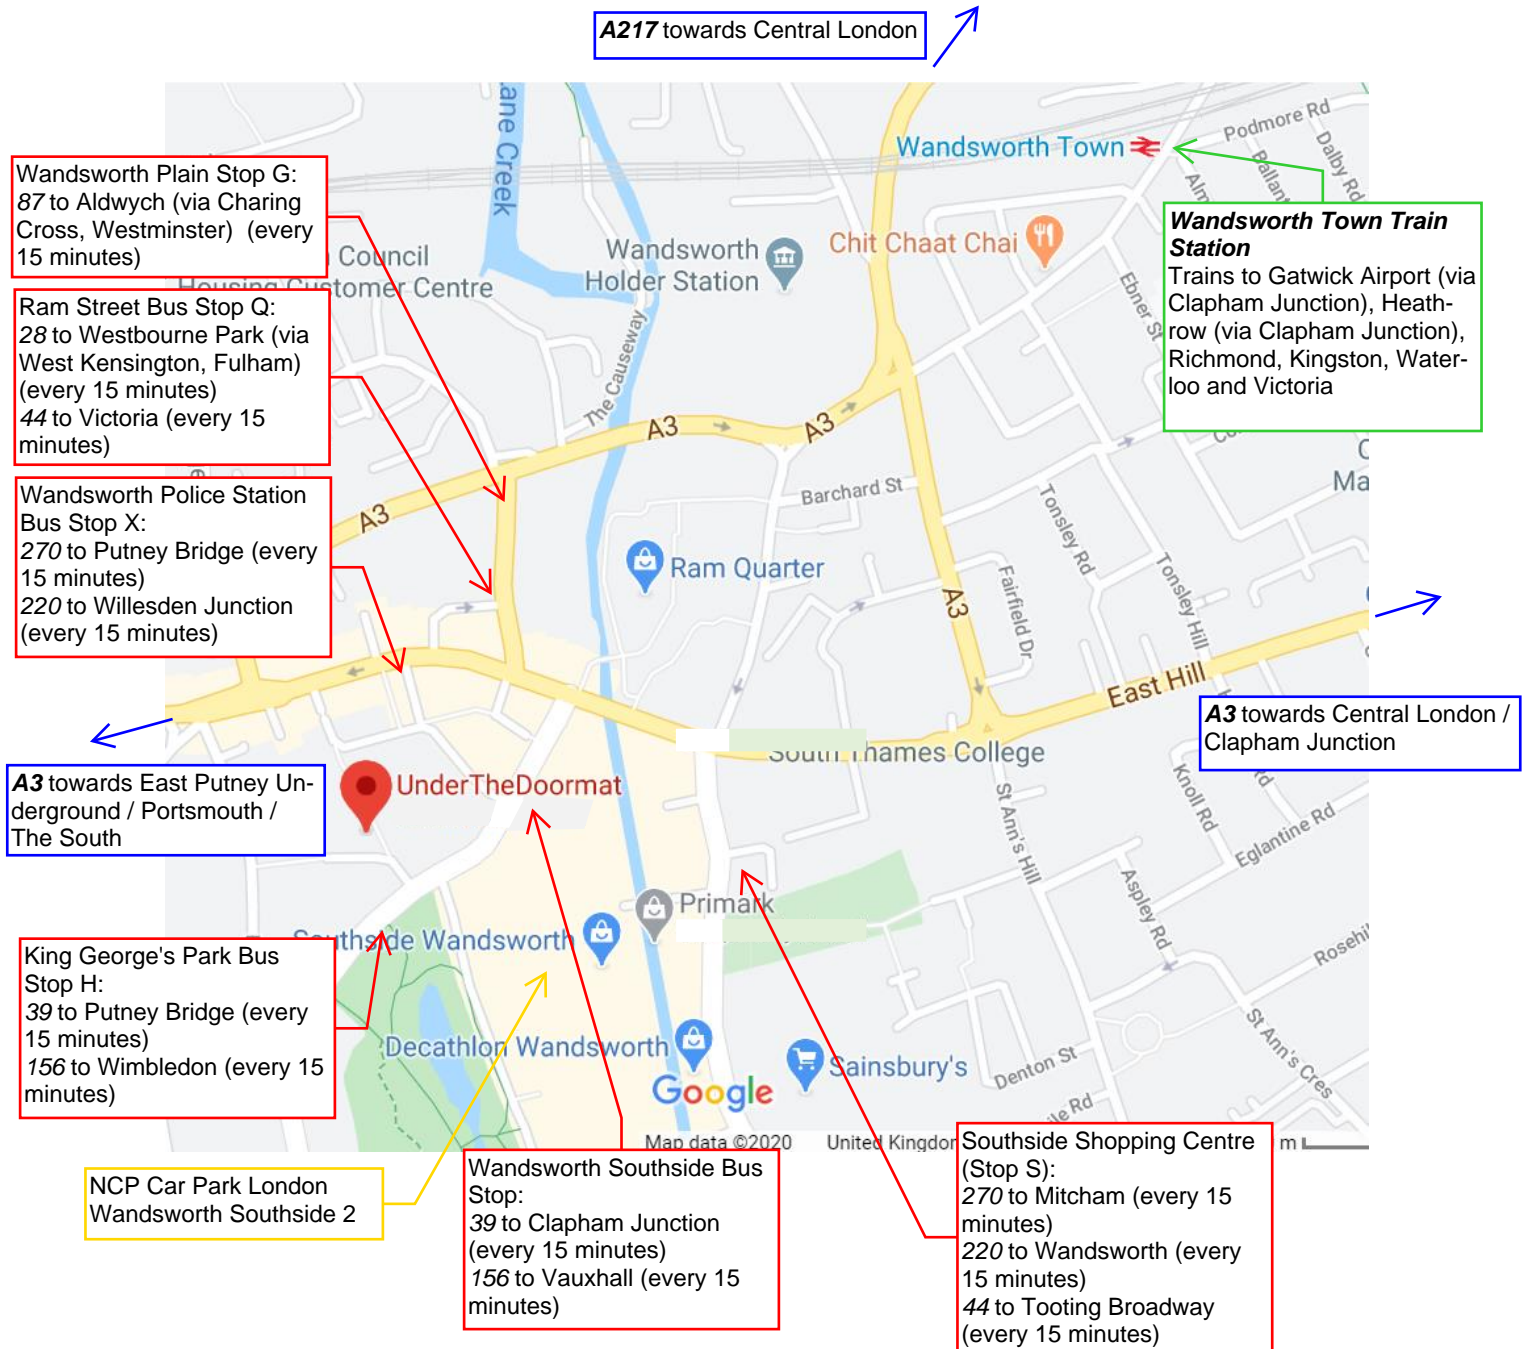 A217 towards Central London
Wandsworth Plain Stop G:
87 to Aldwych (via Charing
Cross, Westminster)  (every
15 minutes)
Ram Street Bus Stop Q:
28 to Westbourne Park (via
West Kensington, Fulham)
(every 15 minutes)
44 to Victoria (every 15
minutes)
Wandsworth Police Station
Bus Stop X:
270 to Putney Bridge (every
15 minutes)
220 to Willesden Junction
(every 15 minutes)
A3 towards East Putney Un-
derground / Portsmouth /
The South
King George's Park Bus
Stop H:
39 to Putney Bridge (every
15 minutes)
156 to Wimbledon (every 15
minutes)
NCP Car Park London
Wandsworth Southside 2
Wandsworth Southside Bus
Stop:
39 to Clapham Junction
(every 15 minutes)
156 to Vauxhall (every 15
minutes)
Southside Shopping Centre
(Stop S):
270 to Mitcham (every 15
minutes)
220 to Wandsworth (every
15 minutes)
44 to Tooting Broadway
(every 15 minutes)
A3 towards Central London /
Clapham Junction
Wandsworth Town Train
Station
Trains to Gatwick Airport (via
Clapham Junction), Heath-
row (via Clapham Junction),
Richmond, Kingston, Water-
loo and Victoria
Creek
Wandsworth Town
Podmore Rd
Dalby Rd
Chit Chaat Chai
Wandsworth
Holder Station
Council
Housing Customer Centre
Ebner St
The Causeway
A3
A3
A3
A3
Barchard St
Ram Quarter
Tonsley Rd
Tonsley Hill
Fairfield Dr
East Hill
South Thames College
UnderTheDoormat
St Ann's Hill
Knoll Rd
Eglantine Rd
Aspley Rd
Primark
Southside Wandsworth
Decathlon Wandsworth
Sainsbury's
Denton St
St Ann's Cres
Google
Map data ©2020
United Kingdom
m